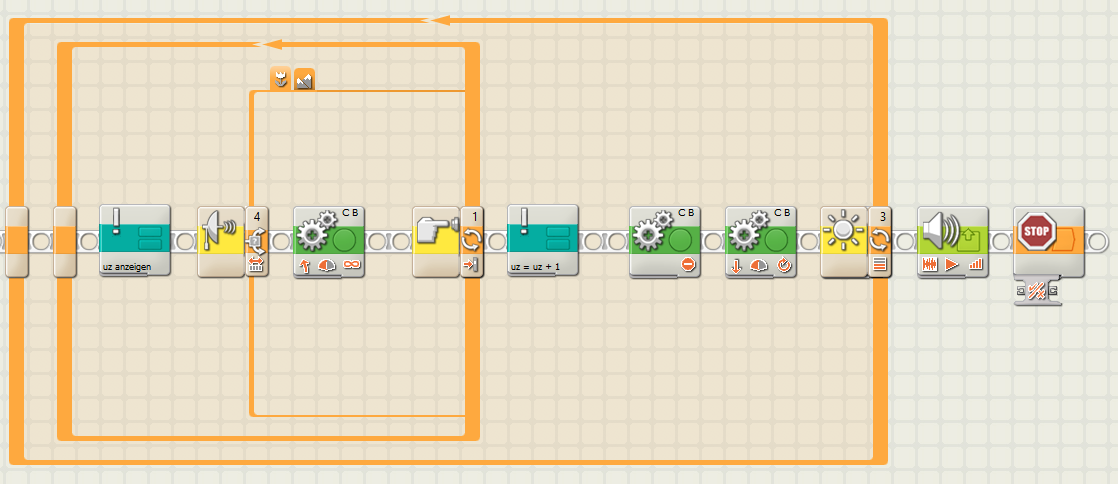 C B
C B
C B
4
1
3
STOP
uz anzeigen
uz = uz + 1